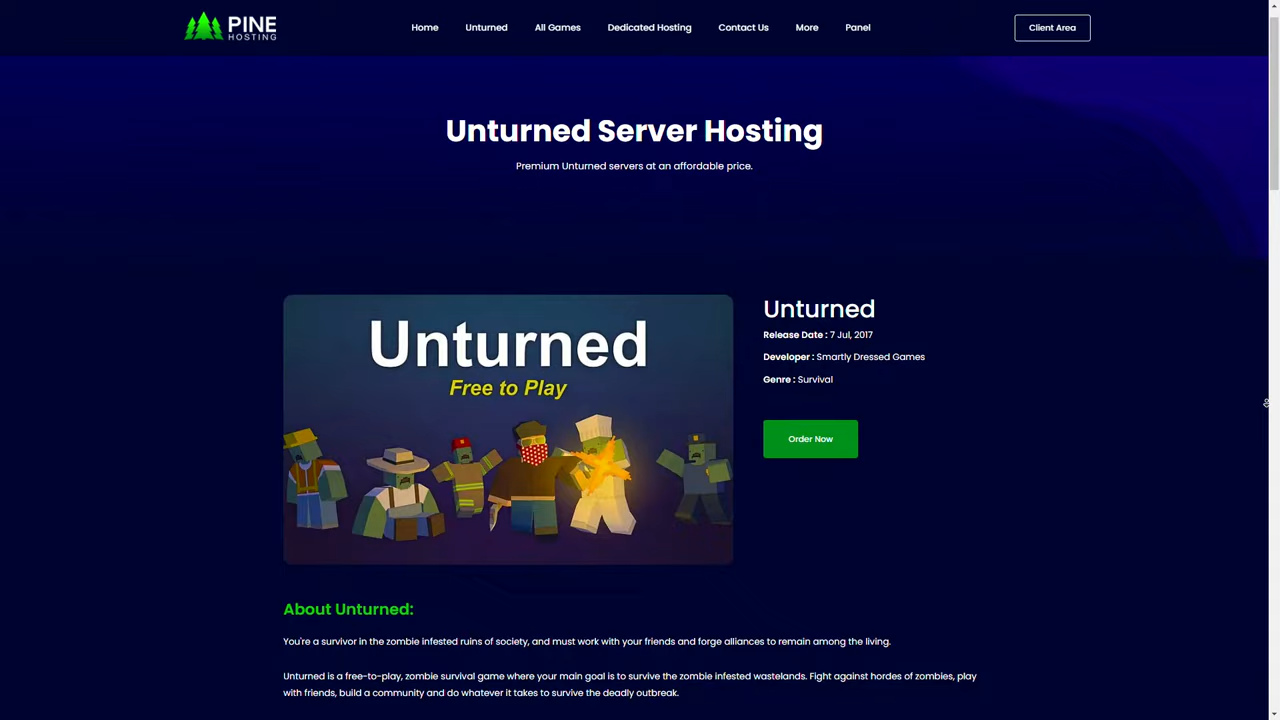 PINE
HOSTING
Home
Unturned
All Games
Dedicated Hosting
Contact Us
More
Panel
Client Area
Unturned Server Hosting
Premium Unturned servers at an affordable price.
Unturned
Free to Play
Unturned
Release Date : 7 Jul, 2017
Developer : Smartly Dressed Games
Genre : Survival
Order Now
About Unturned:
You're a survivor in the zombie infested ruins of society, and must work with your friends and forge alliances to remain among the living.
Unturned is a free-to-play, zombie survival game where your main goal is to survive the zombie infested wastelands. Fight against hordes of zombies, play
with friends, build a community and do whatever it takes to survive the deadly outbreak.